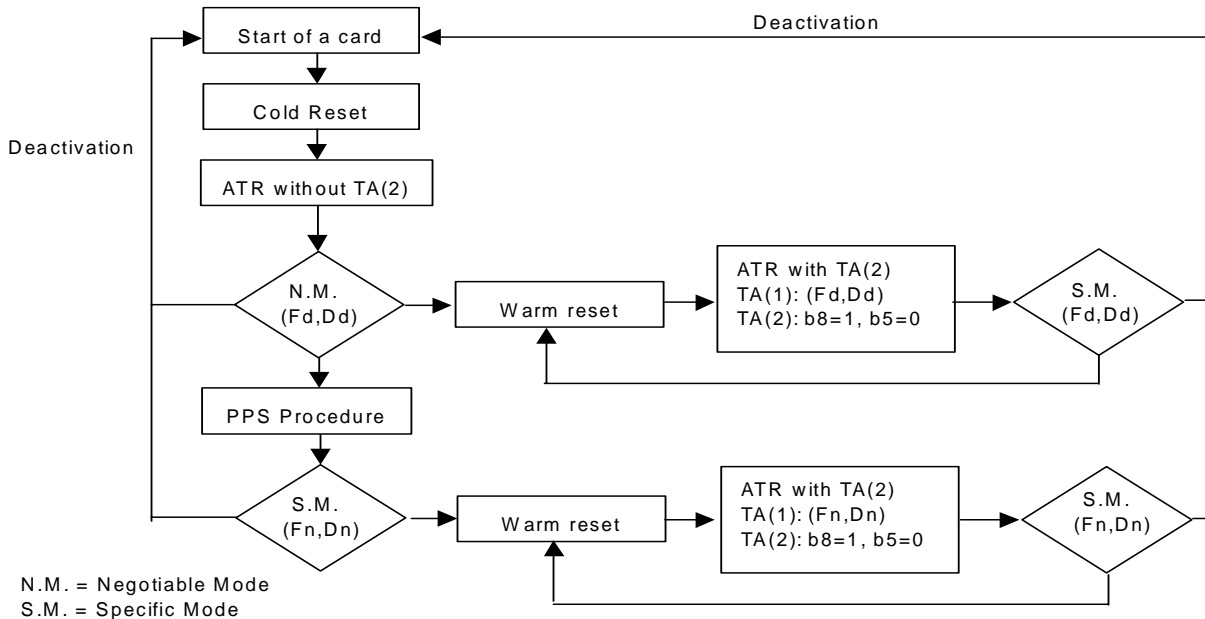 Deactivation
Start of a card
Cold Reset
Deactivation
ATR without TA(2)
N.M.
(Fd,Dd)
Warm reset
ATR with TA(2)
TA(1): (Fd,Dd)
TA(2): b8=1, b5=0
S.M.
(Fd,Dd)
PPS Procedure
S.M.
(Fn,Dn)
Warm reset
ATR with TA(2)
TA(1): (Fn,Dn)
TA(2): b8=1, b5=0
S.M.
(Fn,Dn)
N.M. = Negotiable Mode
S.M. = Specific Mode